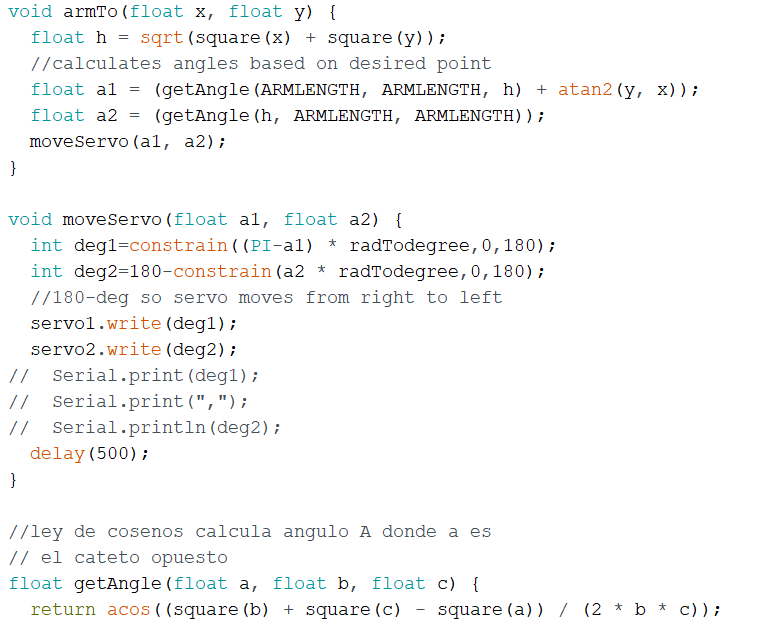 void armTo(float x, float y) {
  float h = sqrt(square(x) + square(y));
  //calculates angles based on desired point
  float a1 = (getAngle(ARMLENGTH, ARMLENGTH, h) + atan2(y, x));
  float a2 = (getAngle(h, ARMLENGTH, ARMLENGTH));
  moveServo(a1, a2);
}

void moveServo(float a1, float a2) {
  int deg1=constrain((PI-a1) * radTodegree,0,180);
  int deg2=180-constrain(a2 * radTodegree,0,180);
  //180-deg so servo moves from right to left
  servo1.write(deg1);
  servo2.write(deg2);
//  Serial.print(deg1);
//  Serial.print(",");
//  Serial.println(deg2);
  delay(500);
}

//ley de cosenos calcula angulo A donde a es
// el cateto opuesto
float getAngle(float a, float b, float c) {
  return acos((square(b) + square(c) - square(a)) / (2 * b * c));